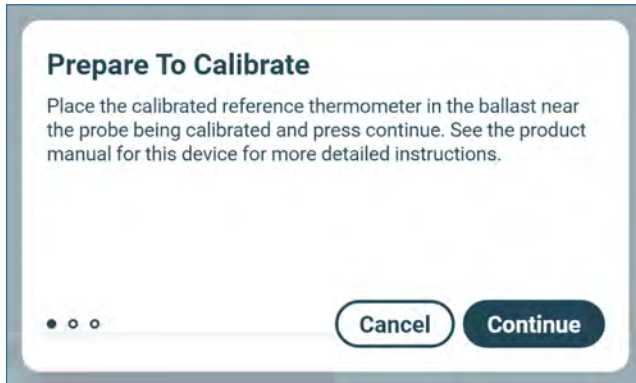 Prepare To Calibrate
Place the calibrated reference thermometer in the ballast near
the probe being calibrated and press continue. See the product
manual for this device for more detailed instructions.
Cancel
Continue